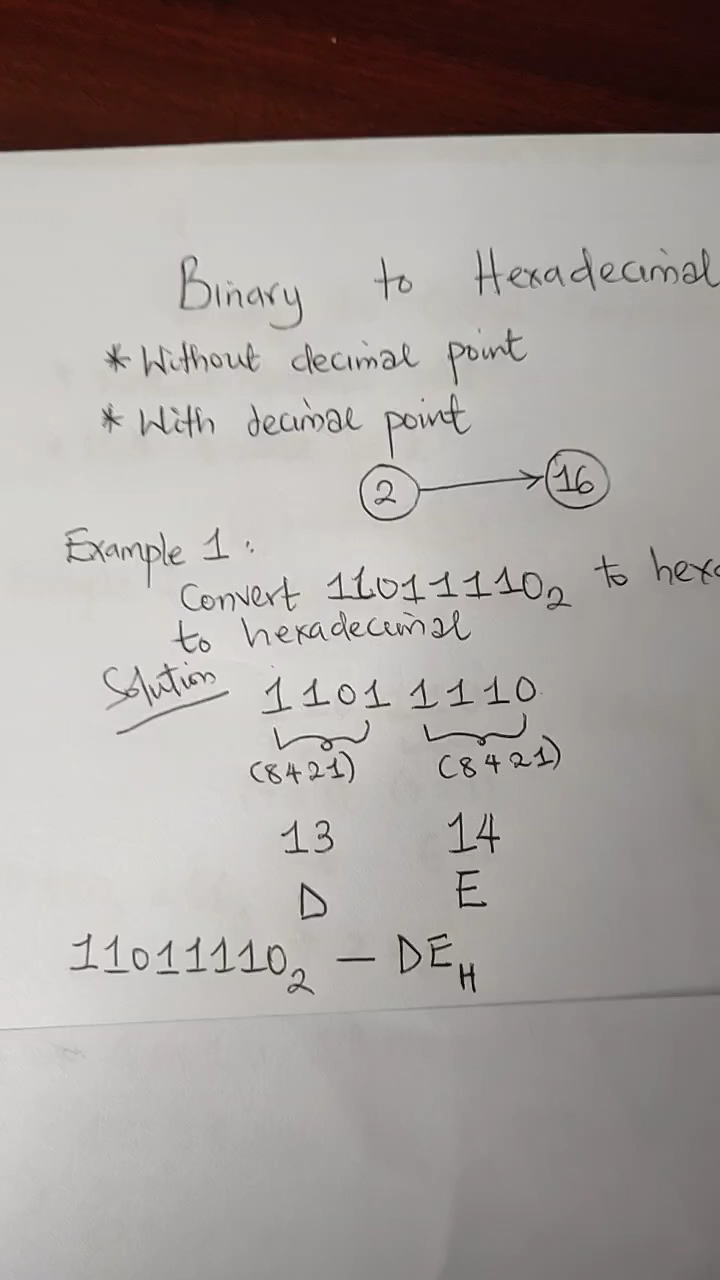 Binary to Hexadecimal
* Without decimal point
* With decimal point
2 → 16
Example 1:
Convert 11011110₂ to
to hexadecimal
Solution 1101 1110
(8421) (8421)
13 14
D E
11011110₂ — DE_H